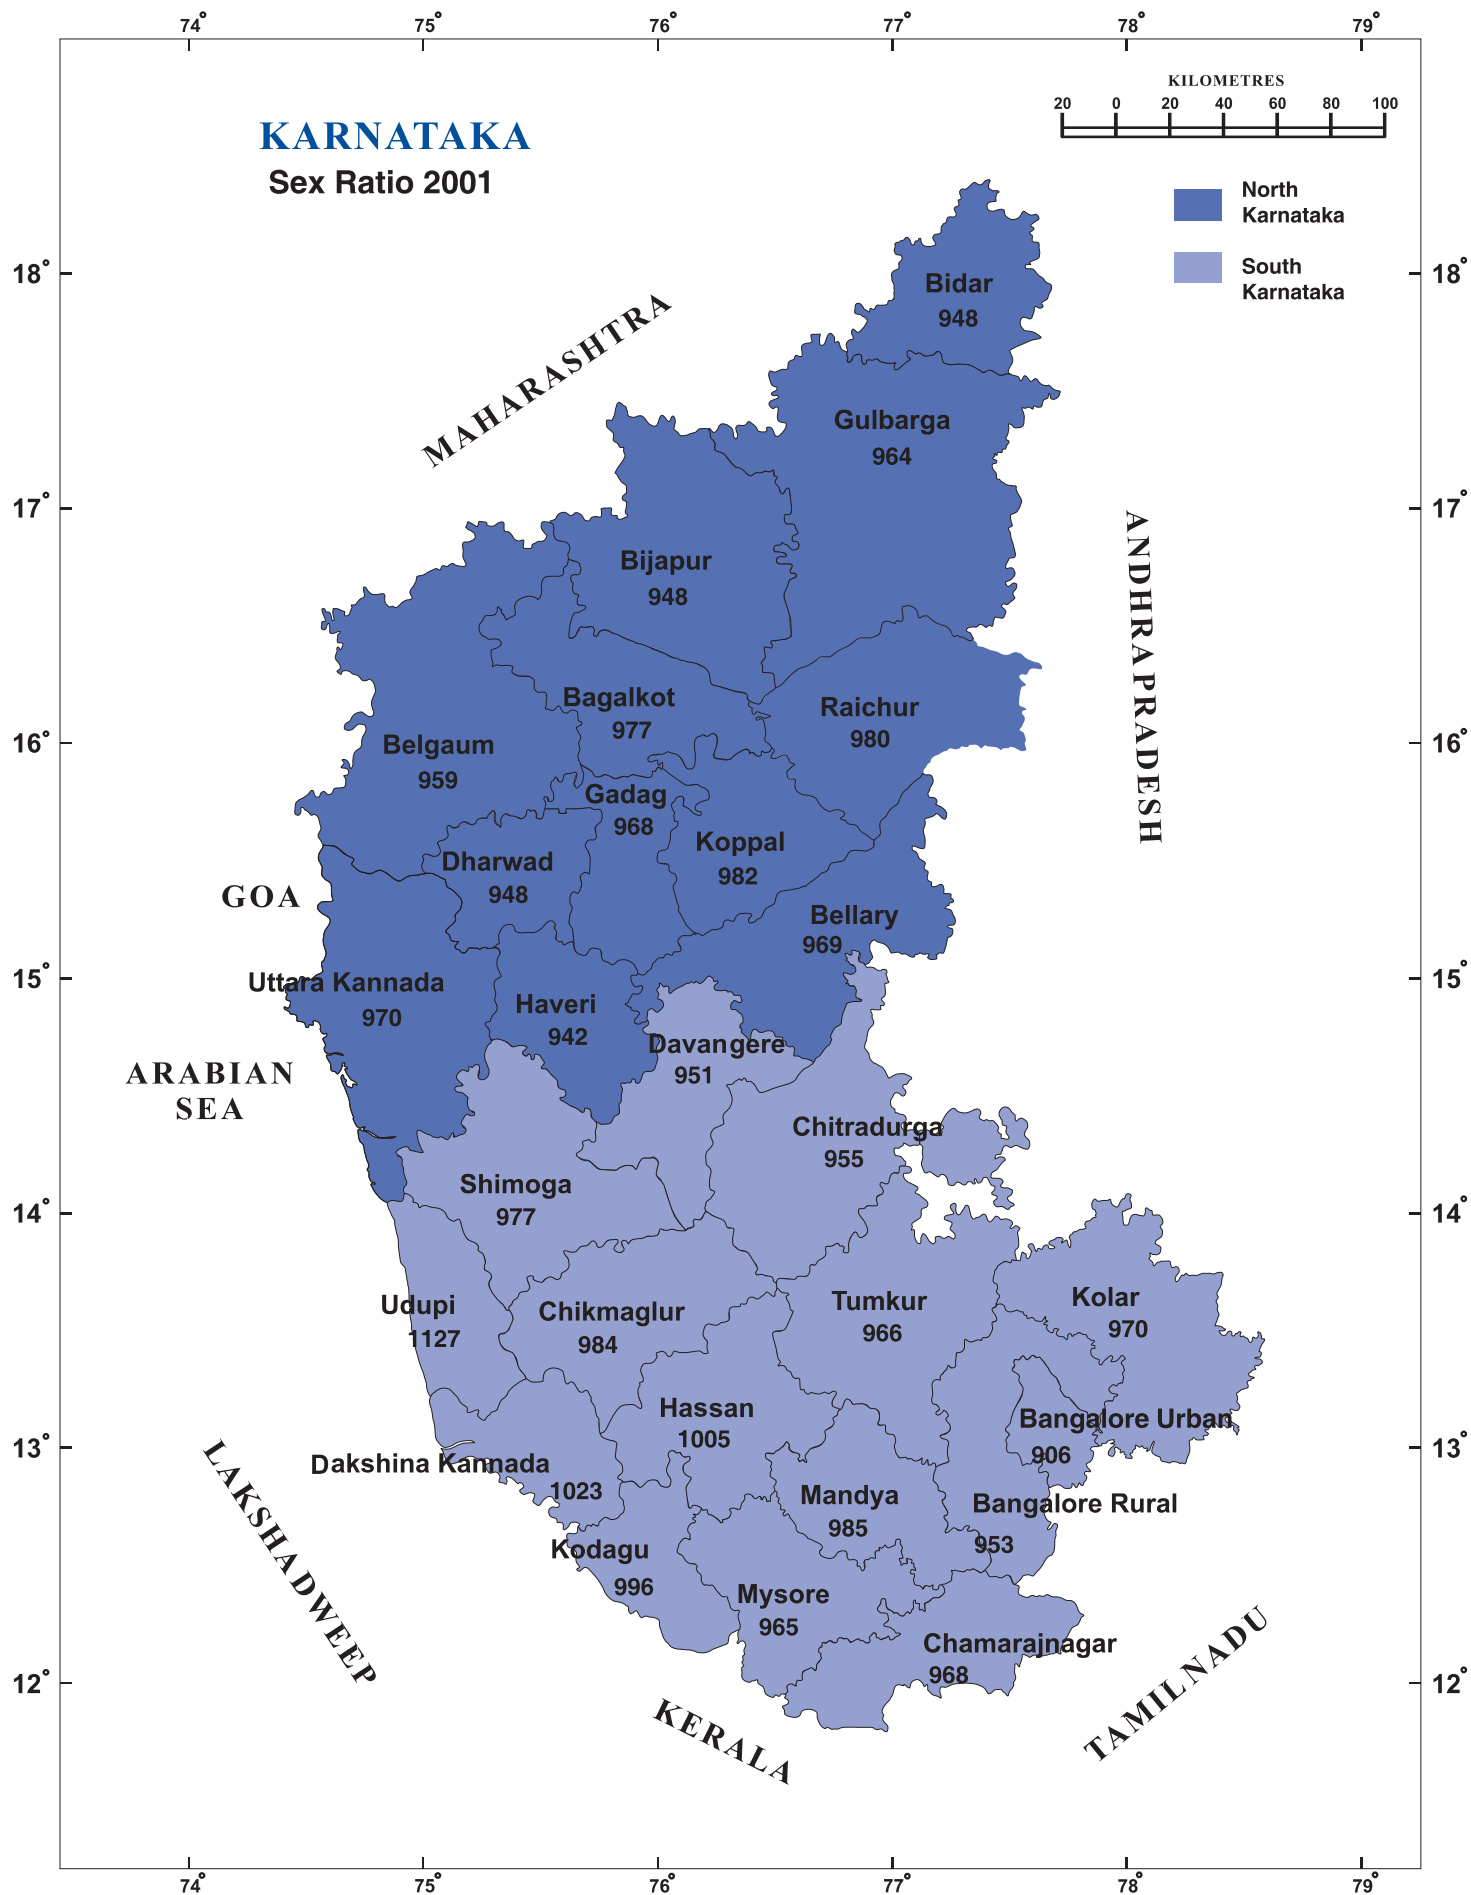 74° 75° 76° 77° 78° 79°
KILOMETRES
20 0 20 40 60 80 100
KARNATAKA
Sex Ratio 2001
North
Karnataka
South
Karnataka
18° 18°
17° 17°
16° 16°
15° 15°
14° 14°
13° 13°
12° 12°
MAHARASHTRA
ANDHRA PRADESH
GOA
ARABIAN
SEA
LAKSHADWEEP
KERALA
TAMILNADU
Bidar
948
Gulbarga
964
Bijapur
948
Bagalkot
977
Raichur
980
Belgaum
959
Gadag
968
Koppal
982
Dharwad
948
Bellary
969
Uttara Kannada
970
Haveri
942
Davangere
951
Chitradurga
955
Shimoga
977
Udupi
1127
Chikmaglur
984
Tumkur
966
Kolar
970
Hassan
1005
Bangalore Urban
906
Dakshina Kannada
1023
Mandya
985
Bangalore Rural
953
Kodagu
996
Mysore
965
Chamarajnagar
968
74° 75° 76° 77° 78° 79°